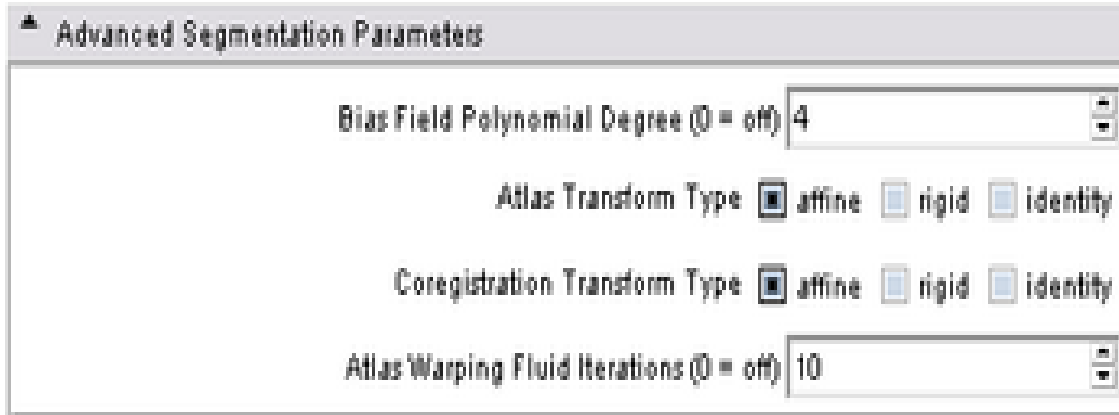 Advanced Segmentation Parameters
Bias Field Polynomial Degree (0 = off) 4
Atlas Transform Type affine rigid identity
Coregistration Transform Type affine rigid identity
Atlas Warping Fluid Iterations (0 = off) 10